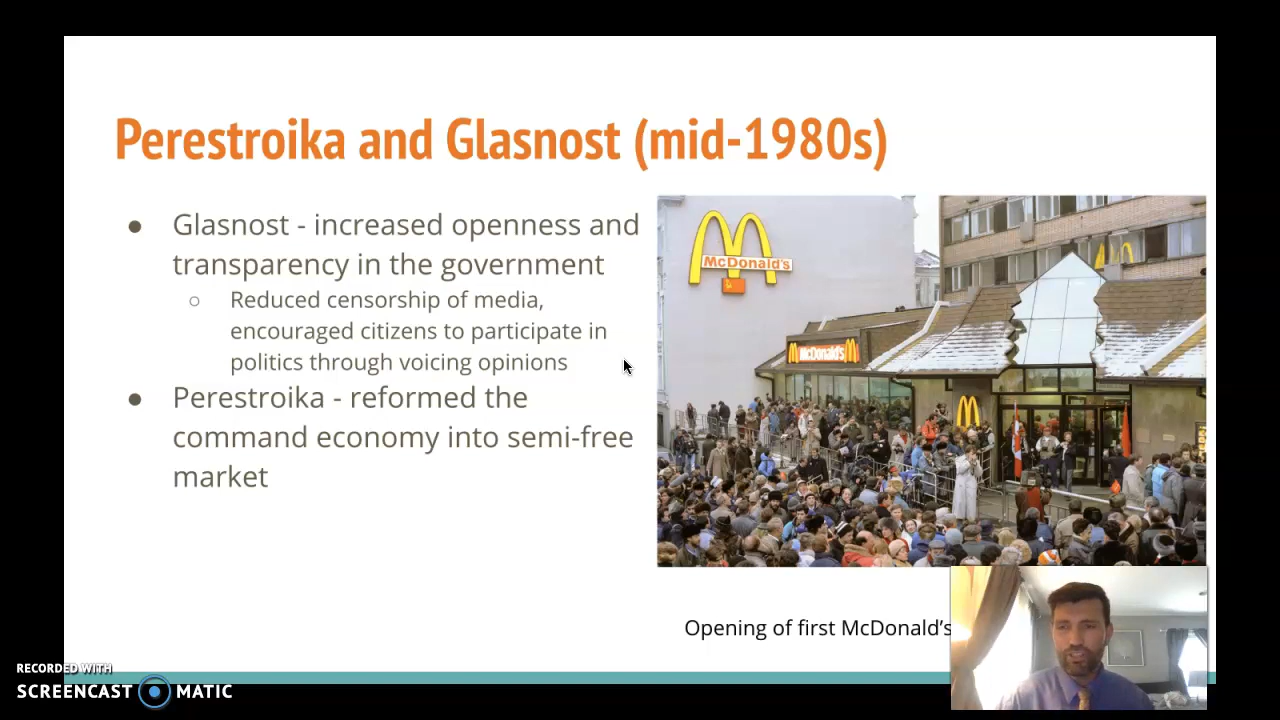 Perestroika and Glasnost (mid-1980s)
● Glasnost - increased openness and
transparency in the government
○ Reduced censorship of media,
encouraged citizens to participate in
politics through voicing opinions
● Perestroika - reformed the
command economy into semi-free
market
McDonald's
McDonald's
Opening of first McDonald's
RECORDED WITH
SCREENCAST MATIC